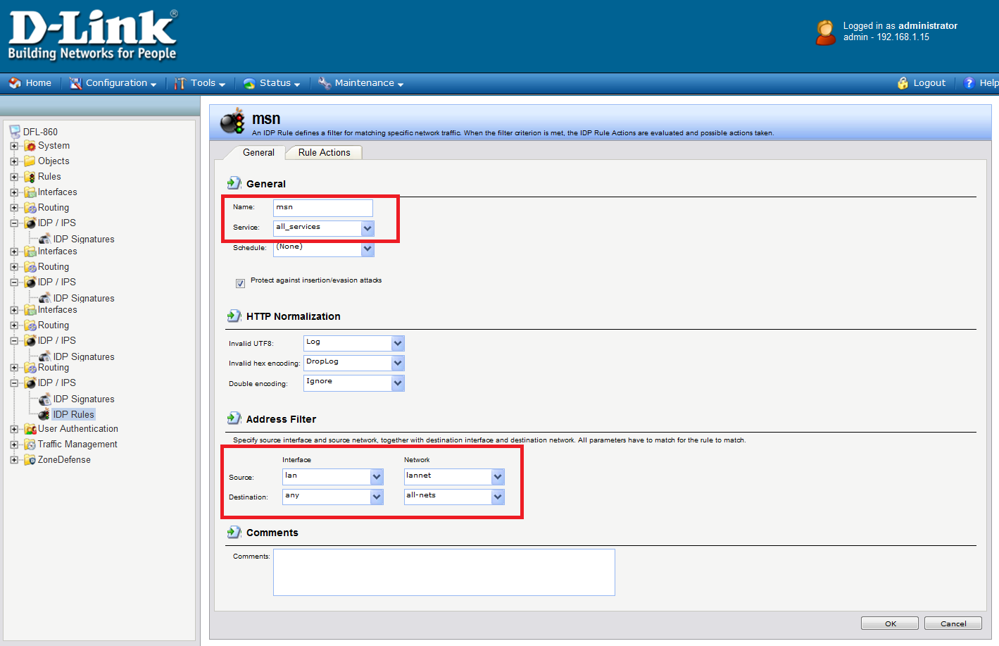 D-Link®
Building Networks for People
Logged in as administrator
admin - 192.168.1.15
Home Configuration Tools Status Maintenance Logout Help
DFL-860
System
Objects
Rules
Interfaces
Routing
IDP / IPS
IDP Signatures
Interfaces
Routing
IDP / IPS
IDP Signatures
Interfaces
Routing
IDP / IPS
IDP Signatures
Routing
IDP / IPS
IDP Signatures
IDP Rules
User Authentication
Traffic Management
ZoneDefense
msn
An IDP Rule defines a filter for matching specific network traffic. When the filter criterion is met, the IDP Rule Actions are evaluated and possible actions taken.
General Rule Actions
General
Name: msn
Service: all_services
Schedule: (None)
Protect against insertion/evasion attacks
HTTP Normalization
Invalid UTF8: Log
Invalid hex encoding: DropLog
Double encoding: Ignore
Address Filter
Specify source interface and source network, together with destination interface and destination network. All parameters have to match for the rule to match.
Interface Network
Source: lan lannet
Destination: any all-nets
Comments
Comments:
OK Cancel